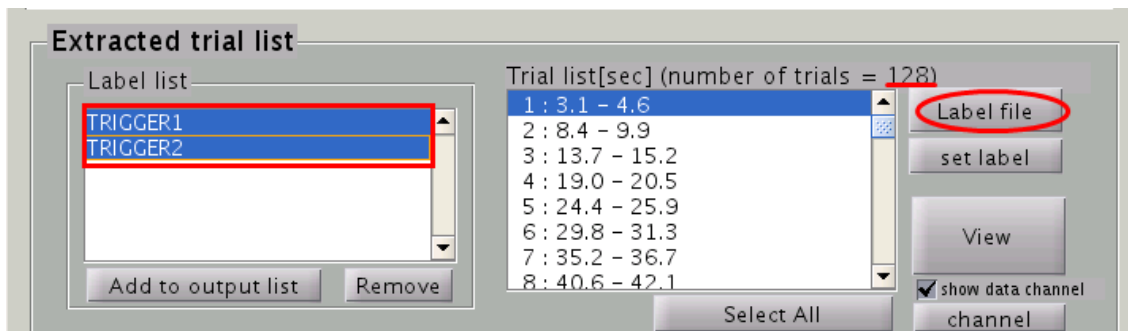 Extracted trial list
Label list
TRIGGER1
TRIGGER2
Add to output list
Remove
Trial list[sec] (number of trials = 128)
1 : 3.1 - 4.6
2 : 8.4 - 9.9
3 : 13.7 - 15.2
4 : 19.0 - 20.5
5 : 24.4 - 25.9
6 : 29.8 - 31.3
7 : 35.2 - 36.7
8 : 40.6 - 42.1
Select All
Label file
set label
View
show data channel
channel